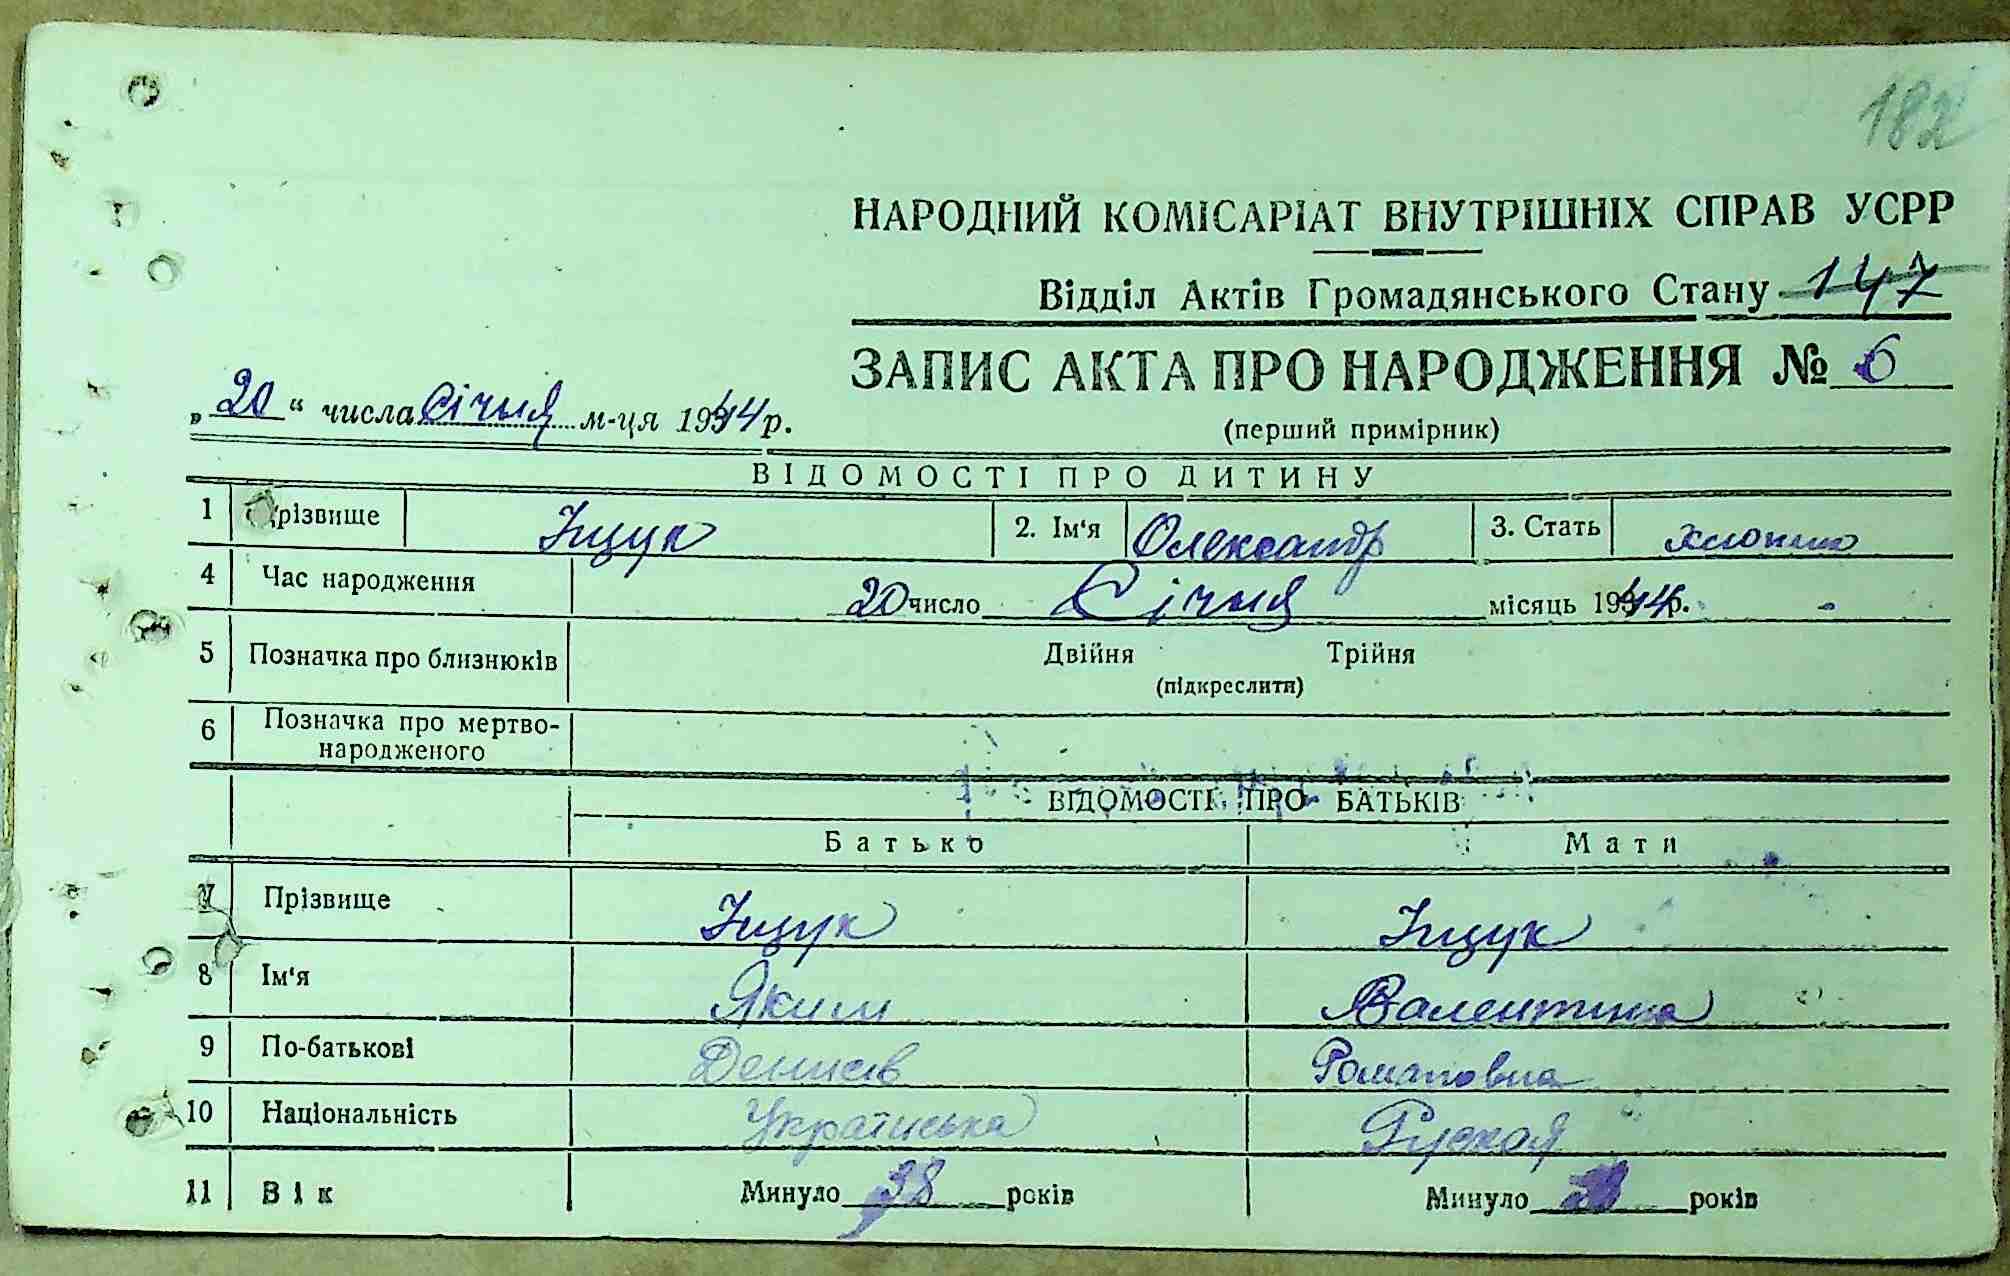 182
НАРОДНИЙ КОМІСАРІАТ ВНУТРІШНІХ СПРАВ УСРР
Відділ Актів Громадянського Стану 147
ЗАПИС АКТА ПРО НАРОДЖЕННЯ № 6
„20“ числа Січня м-ця 1944 р.
(перший примірник)
ВІДОМОСТІ ПРО ДИТИНУ
1 Прізвище Іщук 2. Ім'я Олександр 3. Стать
4 Час народження 20 число Січня місяць 1944 р.
5 Позначка про близнюків Двійня Трійня
(підкреслити)
6 Позначка про мертво-
народженого
ВІДОМОСТІ ПРО БАТЬКІВ
Батько Мати
7 Прізвище Іщук Іщук
8 Ім'я Яким Валентина
9 По-батькові Денисів Романовна
10 Національність Українська Руская
11 Вік Минуло 38 років Минуло років